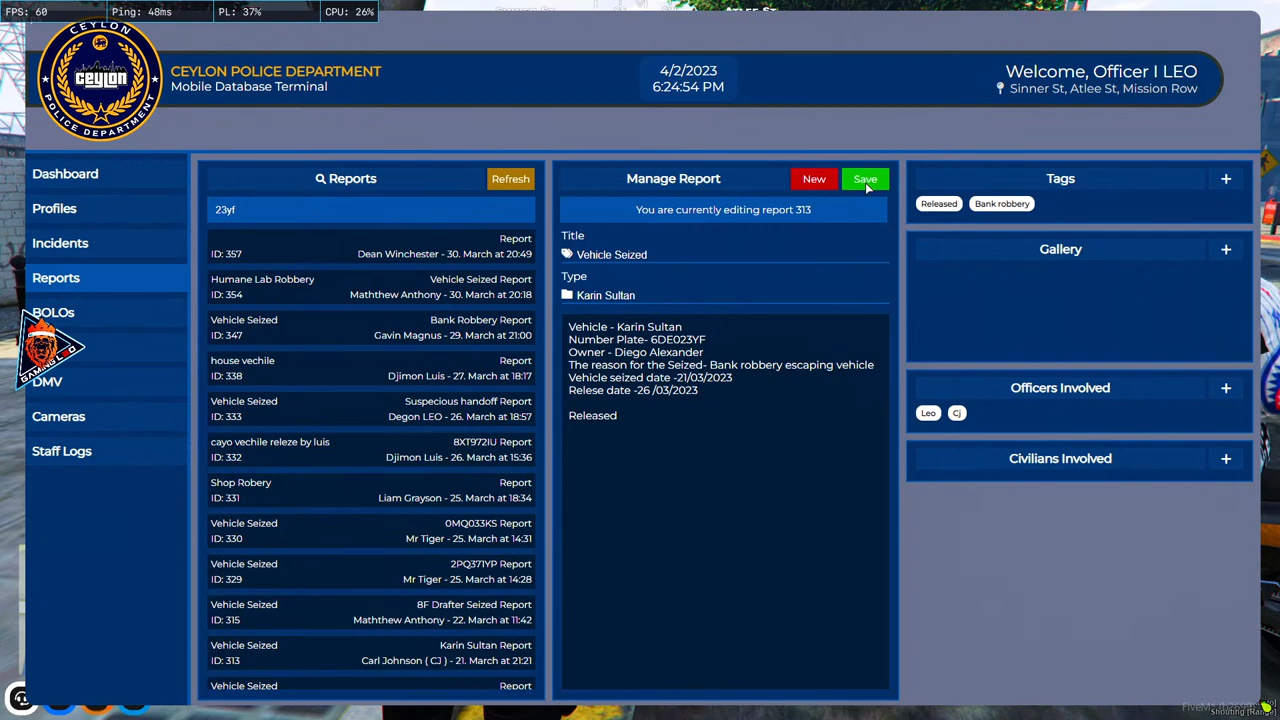 FPS: 60 Ping: 48ms PL: 37% CPU: 26%
CEYLON
ceylon
POLICE DEPARTMENT
CEYLON POLICE DEPARTMENT
Mobile Database Terminal
4/2/2023
6:24:54 PM
Welcome, Officer I LEO
Sinner St, Atlee St, Mission Row
Dashboard
Profiles
Incidents
Reports
BOLOs
DMV
Cameras
Staff Logs
GAMING LEO
Reports
Refresh
23yf
Report
ID: 357 Dean Winchester - 30. March at 20:49
Humane Lab Robbery Vehicle Seized Report
ID: 354 Maththew Anthony - 30. March at 20:18
Vehicle Seized Bank Robbery Report
ID: 347 Gavin Magnus - 29. March at 21:00
house vechile Report
ID: 338 Djimon Luis - 27. March at 18:17
Vehicle Seized Suspecious handoff Report
ID: 333 Degon LEO - 26. March at 18:57
cayo vechile releze by luis 8XT972IU Report
ID: 332 Djimon Luis - 26. March at 15:36
Shop Robery Report
ID: 331 Liam Grayson - 25. March at 18:34
Vehicle Seized 0MQ033KS Report
ID: 330 Mr Tiger - 25. March at 14:31
Vehicle Seized 2PQ371YP Report
ID: 329 Mr Tiger - 25. March at 14:28
Vehicle Seized 8F Drafter Seized Report
ID: 315 Maththew Anthony - 22. March at 11:42
Vehicle Seized Karin Sultan Report
ID: 313 Carl Johnson ( CJ ) - 21. March at 21:21
Vehicle Seized Report
Manage Report
New
Save
You are currently editing report 313
Title
Vehicle Seized
Type
Karin Sultan
Vehicle - Karin Sultan
Number Plate- 6DE023YF
Owner - Diego Alexander
The reason for the Seized- Bank robbery escaping vehicle
Vehicle seized date -21/03/2023
Relese date -26 /03/2023
Released
Tags +
Released Bank robbery
Gallery +
Officers Involved +
Leo Cj
Civilians Involved +